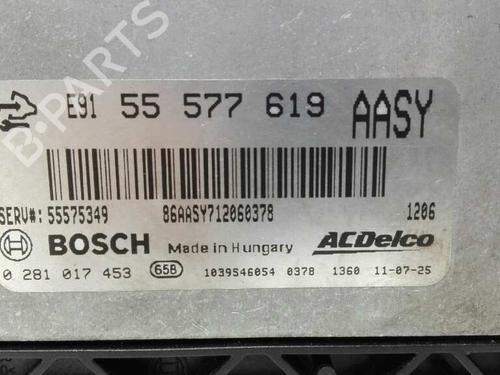 E91 55 577 619 AASY
SERV#: 55575349 86AASY712060378 1206
BOSCH Made in Hungary ACDelco
0 281 017 453 65B 1039S46054 0378 1360 11-07-25
B-PARTS